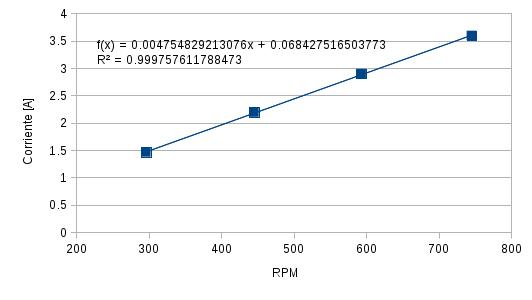 4
f(x) = 0.004754829213076x + 0.068427516503773
3.5
R² = 0.999757611788473
3
2.5
2
1.5
1
0.5
0
Corriente [A]
200 300 400 500 600 700 800
RPM